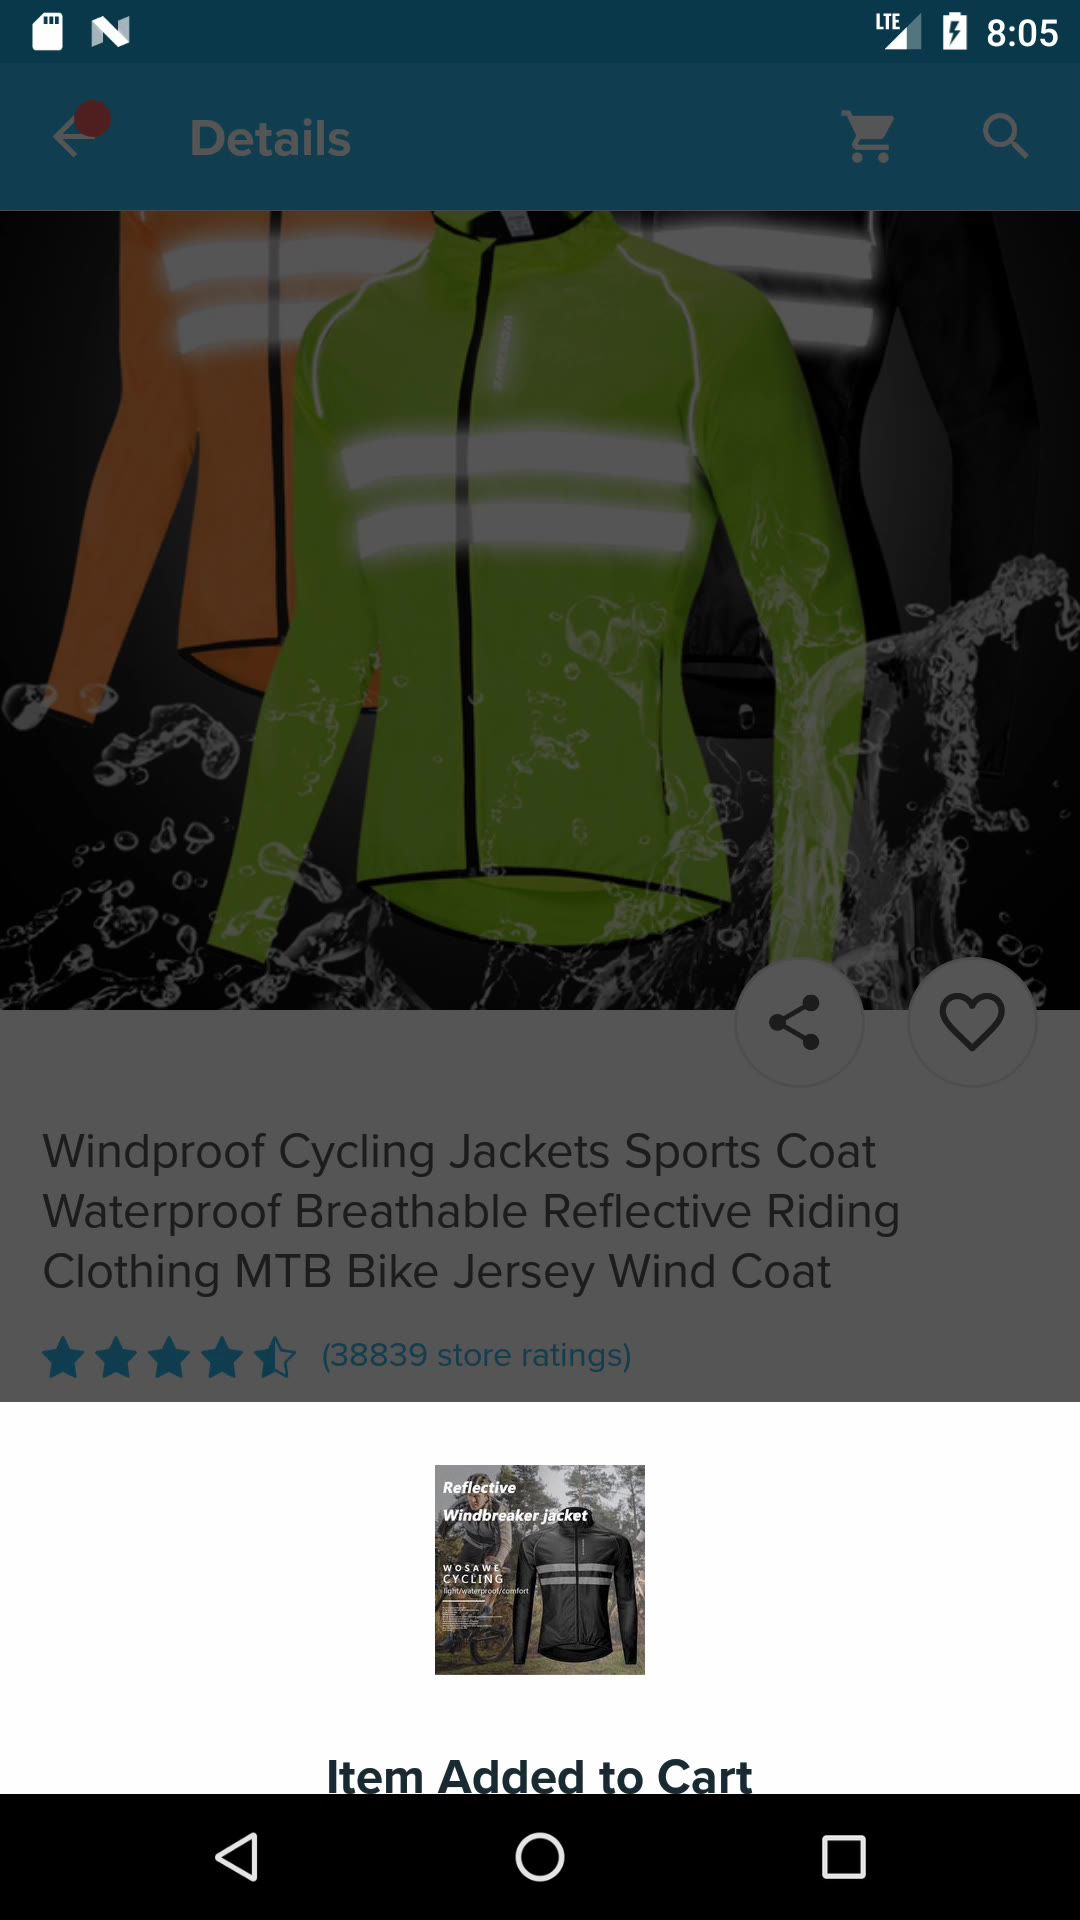 LTE
8:05
Details
WOSAWE
Windproof Cycling Jackets Sports Coat
Waterproof Breathable Reflective Riding
Clothing MTB Bike Jersey Wind Coat
(38839 store ratings)
Reflective
Windbreaker jacket
WOSAWE
CYCLING
light/waterproof/comfort
Item Added to Cart